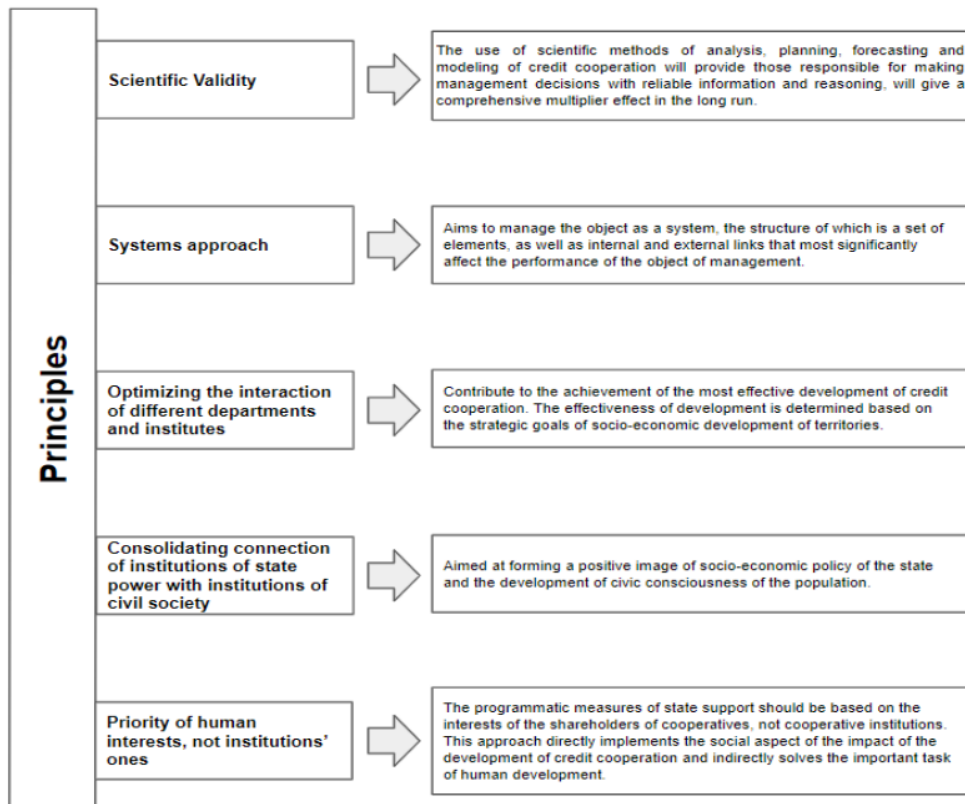 Principles
Scientific Validity
The use of scientific methods of analysis, planning, forecasting and
modeling of credit cooperation will provide those responsible for making
management decisions with reliable information and reasoning, will give a
comprehensive multiplier effect in the long run.
Systems approach
Aims to manage the object as a system, the structure of which is a set of
elements, as well as internal and external links that most significantly
affect the performance of the object of management.
Optimizing the interaction
of different departments
and institutes
Contribute to the achievement of the most effective development of credit
cooperation. The effectiveness of development is determined based on
the strategic goals of socio-economic development of territories.
Consolidating connection
of institutions of state
power with institutions of
civil society
Aimed at forming a positive image of socio-economic policy of the state
and the development of civic consciousness of the population.
Priority of human
interests, not institutions'
ones
The programmatic measures of state support should be based on the
interests of the shareholders of cooperatives, not cooperative institutions.
This approach directly implements the social aspect of the impact of the
development of credit cooperation and indirectly solves the important task
of human development.